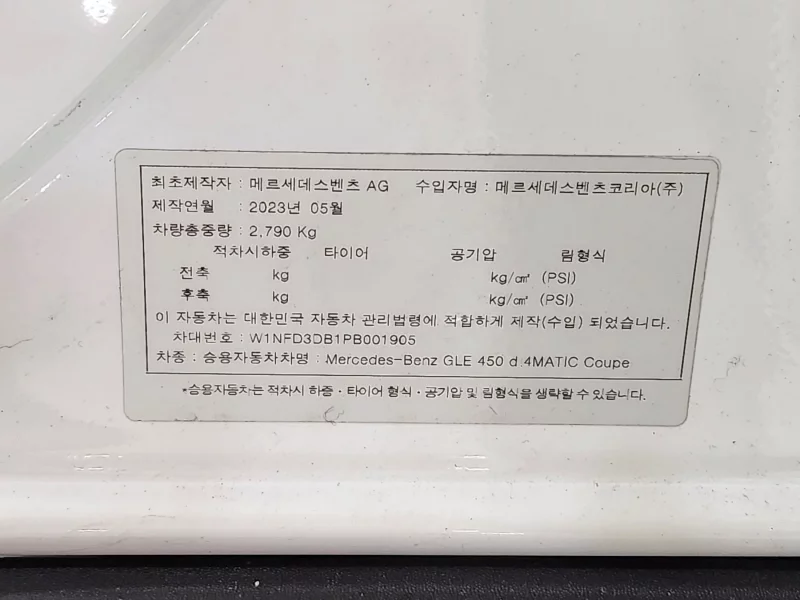 최초제작자 : 메르세데스벤츠 AG 수입자명 : 메르세데스벤츠코리아(주)
제작연월 : 2023년 05월
차량총중량 : 2,790 Kg
적차시하중 타이어 공기압 림형식
전축 kg kg/㎠ (PSI)
후축 kg kg/㎠ (PSI)
이 자동차는 대한민국 자동차 관리법령에 적합하게 제작(수입) 되었습니다.
차대번호 : W1NFD3DB1PB001905
차종 : 승용자동차차명 : Mercedes-Benz GLE 450 d 4MATIC Coupe
*승용자동차는 적차시 하중 · 타이어 형식 · 공기압 및 림형식을 생략할 수 있습니다.